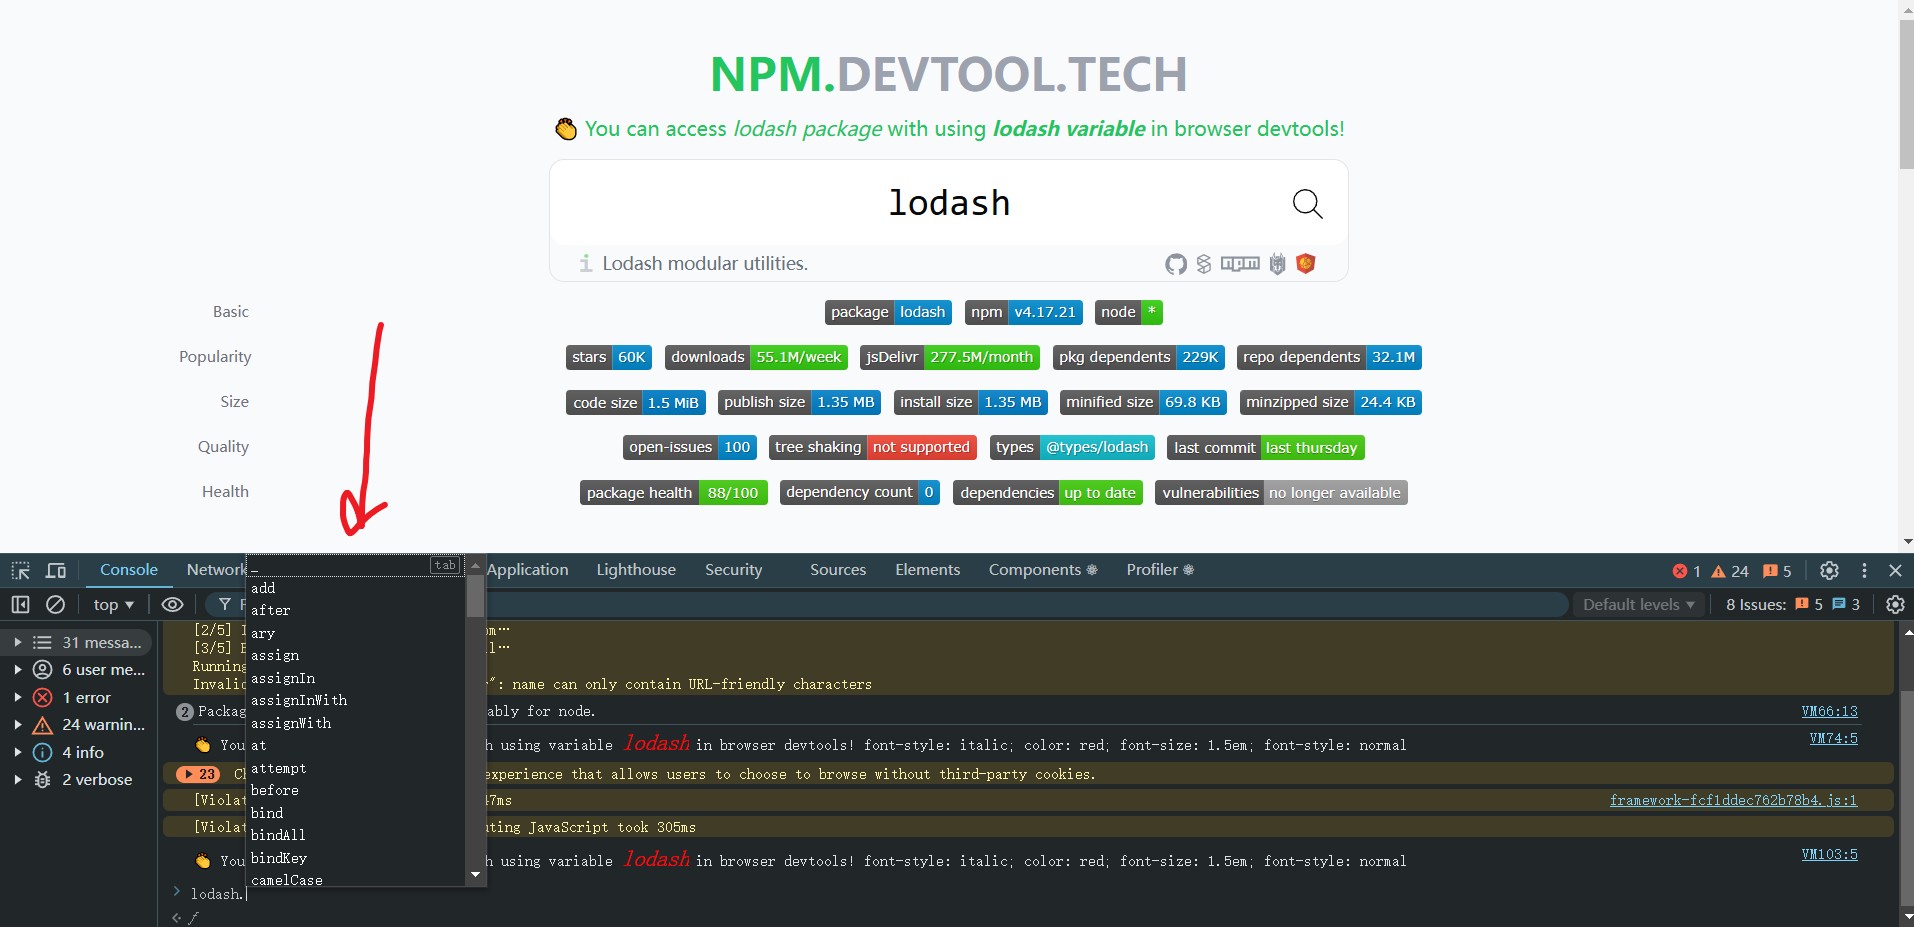 NPM.DEVTOOL.TECH
👏 You can access lodash package with using lodash variable in browser devtools!
lodash
i Lodash modular utilities.
npm
Basic
package lodash npm v4.17.21 node *
Popularity
stars 60K downloads 55.1M/week jsDelivr 277.5M/month pkg dependents 229K repo dependents 32.1M
Size
code size 1.5 MiB publish size 1.35 MB install size 1.35 MB minified size 69.8 KB minzipped size 24.4 KB
Quality
open-issues 100 tree shaking not supported types @types/lodash last commit last thursday
Health
package health 88/100 dependency count 0 dependencies up to date vulnerabilities no longer available
Console Network Application Lighthouse Security Sources Elements Components Profiler 1 24 5
top Default levels 8 Issues: 5 3
31 messa...
6 user me...
1 error
24 warnin...
4 info
2 verbose
_ tab
add
after
ary
assign
assignIn
assignInWith
assignWith
at
attempt
before
bind
bindAll
bindKey
camelCase
[2/5] om…
[3/5] l…
Running
Invalid ": name can only contain URL-friendly characters
2 Packag ably for node. VM66:13
👏 You h using variable lodash in browser devtools! font-style: italic; color: red; font-size: 1.5em; font-style: normal VM74:5
23 Ch experience that allows users to choose to browse without third-party cookies.
[Violat 47ms framework-fcf1ddec762b78b4.js:1
[Violat uting JavaScript took 305ms
👏 You h using variable lodash in browser devtools! font-style: italic; color: red; font-size: 1.5em; font-style: normal VM103:5
> lodash.
f